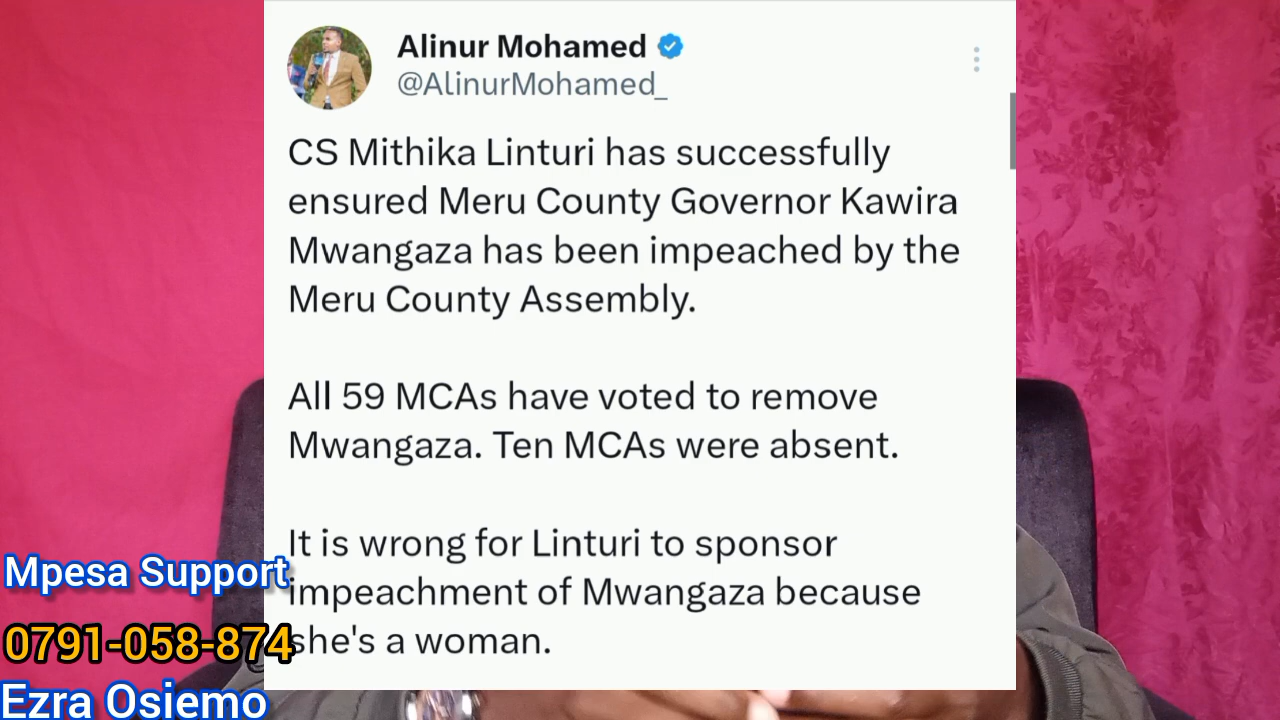 Alinur Mohamed
@AlinurMohamed_
CS Mithika Linturi has successfully
ensured Meru County Governor Kawira
Mwangaza has been impeached by the
Meru County Assembly.
All 59 MCAs have voted to remove
Mwangaza. Ten MCAs were absent.
It is wrong for Linturi to sponsor
impeachment of Mwangaza because
she's a woman.
Mpesa Support
0791-058-874
Ezra Osiemo